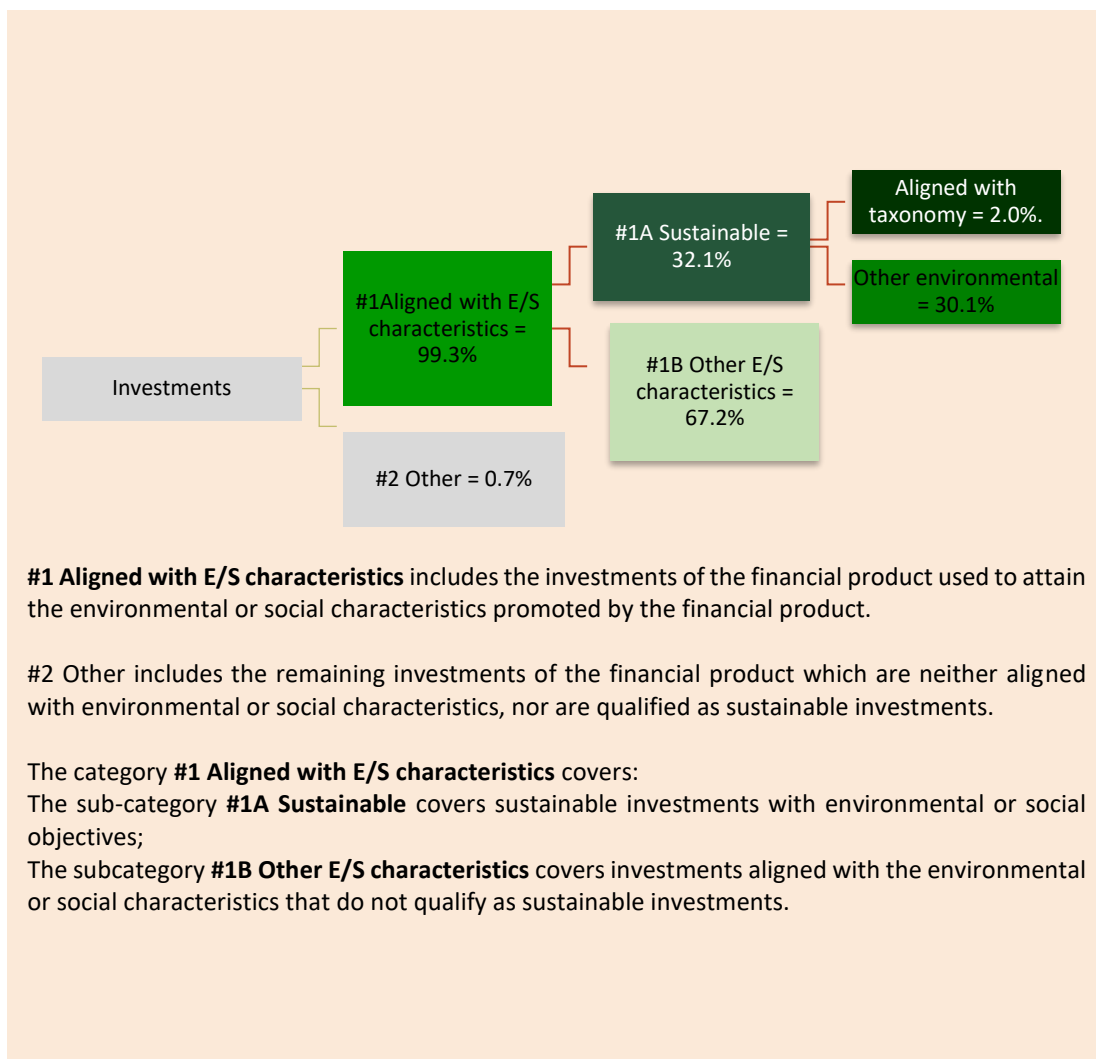 Aligned with
taxonomy = 2.0%.
#1A Sustainable =
32.1%
Other environmental
= 30.1%
#1Aligned with E/S
characteristics =
99.3%
#1B Other E/S
characteristics =
67.2%
Investments
#2 Other = 0.7%
#1 Aligned with E/S characteristics includes the investments of the financial product used to attain
the environmental or social characteristics promoted by the financial product.
#2 Other includes the remaining investments of the financial product which are neither aligned
with environmental or social characteristics, nor are qualified as sustainable investments.
The category #1 Aligned with E/S characteristics covers:
The sub-category #1A Sustainable covers sustainable investments with environmental or social
objectives;
The subcategory #1B Other E/S characteristics covers investments aligned with the environmental
or social characteristics that do not qualify as sustainable investments.